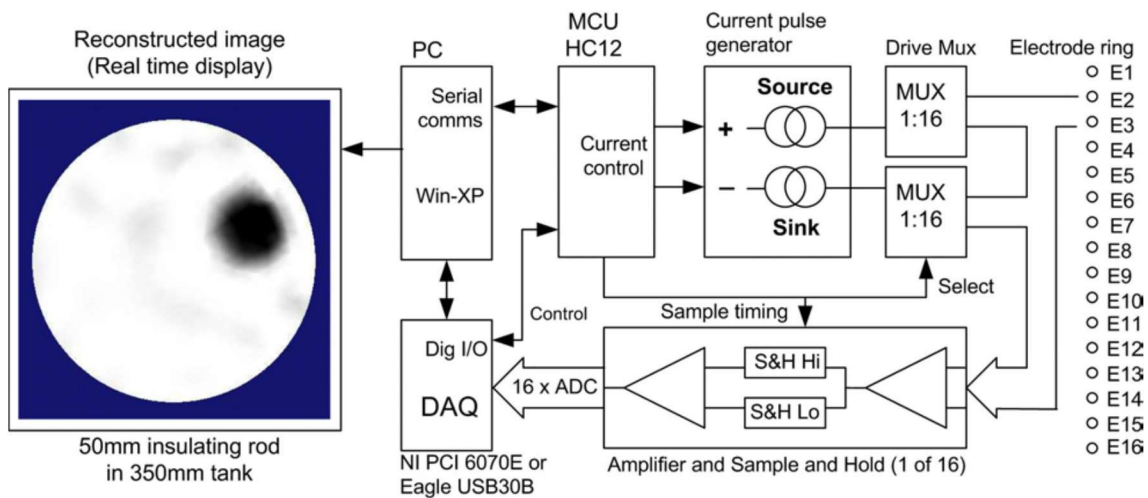 Reconstructed image
(Real time display)
50mm insulating rod
in 350mm tank
PC
Serial
comms
Win-XP
Dig I/O
DAQ
NI PCI 6070E or
Eagle USB30B
MCU
HC12
Current
control
Control
Current pulse
generator
Source
+
−
Sink
Drive Mux
MUX
1:16
MUX
1:16
Select
Sample timing
16 x ADC
S&H Hi
S&H Lo
Amplifier and Sample and Hold (1 of 16)
Electrode ring
E1
E2
E3
E4
E5
E6
E7
E8
E9
E10
E11
E12
E13
E14
E15
E16